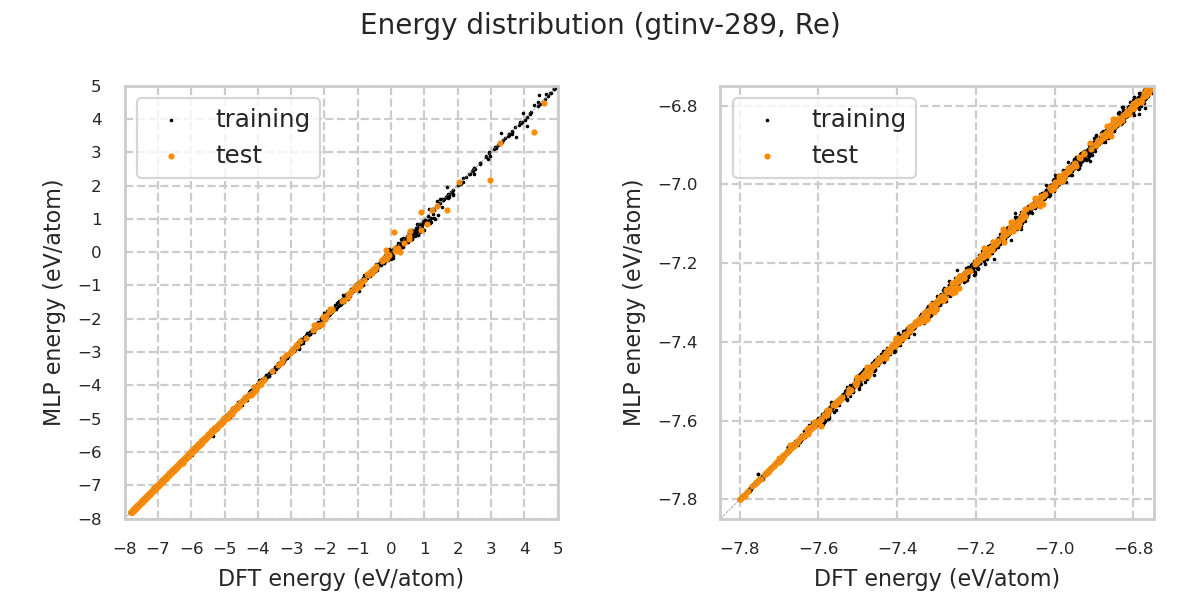 Energy distribution (gtinv-289, Re)
training
test
MLP energy (eV/atom)
5
4
3
2
1
0
−1
−2
−3
−4
−5
−6
−7
−8
−8 −7 −6 −5 −4 −3 −2 −1 0 1 2 3 4 5
DFT energy (eV/atom)
training
test
MLP energy (eV/atom)
−6.8
−7.0
−7.2
−7.4
−7.6
−7.8
−7.8 −7.6 −7.4 −7.2 −7.0 −6.8
DFT energy (eV/atom)